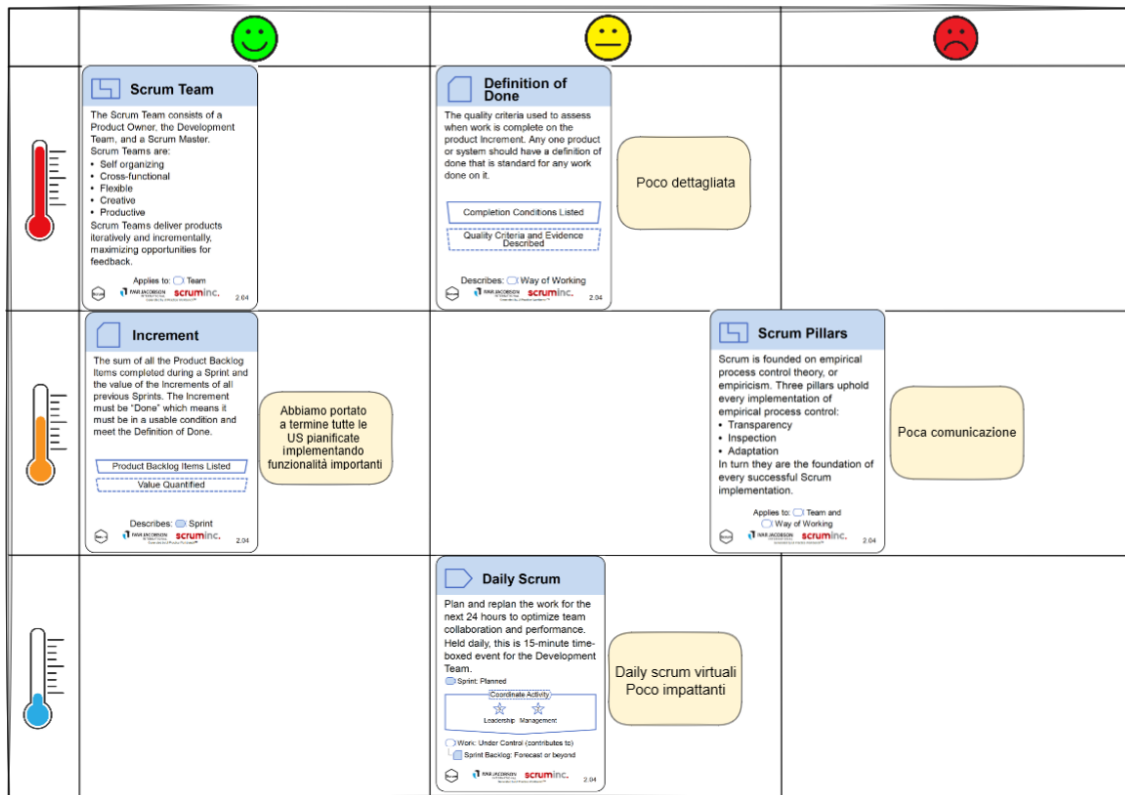 Scrum Team
The Scrum Team consists of a
Product Owner, the Development
Team, and a Scrum Master.
Scrum Teams are:
• Self organizing
• Cross-functional
• Flexible
• Creative
• Productive
Scrum Teams deliver products
iteratively and incrementally,
maximizing opportunities for
feedback.
Applies to: Team
IVAR JACOBSON
scruminc.
2.04
Definition of
Done
The quality criteria used to assess
when work is complete on the
product Increment. Any one product
or system should have a definition of
done that is standard for any work
done on it.
Completion Conditions Listed
Quality Criteria and Evidence
Described
Describes: Way of Working
IVAR JACOBSON
scruminc.
2.04
Poco dettagliata
Increment
The sum of all the Product Backlog
Items completed during a Sprint and
the value of the Increments of all
previous Sprints. The Increment
must be “Done” which means it
must be in a usable condition and
meet the Definition of Done.
Product Backlog Items Listed
Value Quantified
Describes: Sprint
IVAR JACOBSON
scruminc.
2.04
Abbiamo portato
a termine tutte le
US pianificate
implementando
funzionalità importanti
Scrum Pillars
Scrum is founded on empirical
process control theory, or
empiricism. Three pillars uphold
every implementation of
empirical process control:
• Transparency
• Inspection
• Adaptation
In turn they are the foundation of
every successful Scrum
implementation.
Applies to: Team and
Way of Working
IVAR JACOBSON
scruminc.
2.04
Poca comunicazione
Daily Scrum
Plan and replan the work for the
next 24 hours to optimize team
collaboration and performance.
Held daily, this is 15-minute time-
boxed event for the Development
Team.
Sprint: Planned
Coordinate Activity
Leadership Management
Work: Under Control (contributes to)
Sprint Backlog: Forecast or beyond
IVAR JACOBSON
scruminc.
2.04
Daily scrum virtuali
Poco impattanti